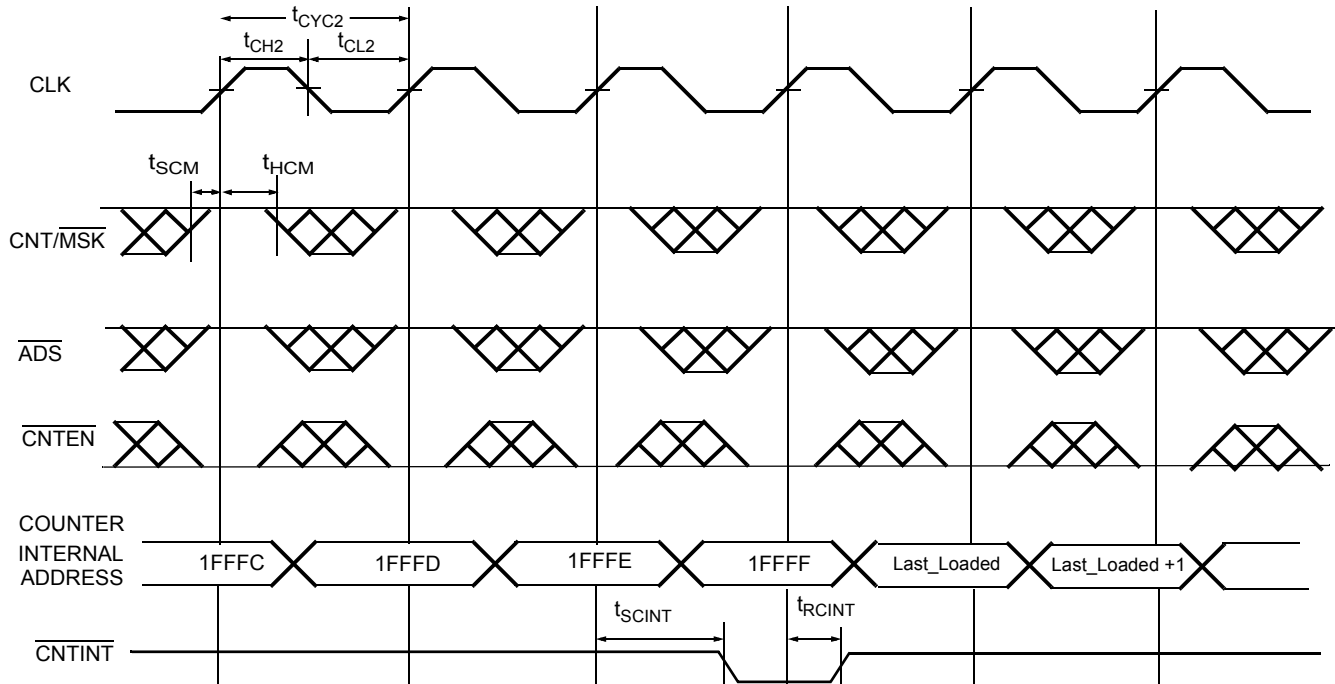 tCYC2
tCH2 tCL2
CLK
tSCM tHCM
CNT/MSK
ADS
CNTEN
COUNTER
INTERNAL
ADDRESS
1FFFC 1FFFD 1FFFE 1FFFF Last_Loaded Last_Loaded +1
tSCINT tRCINT
CNTINT